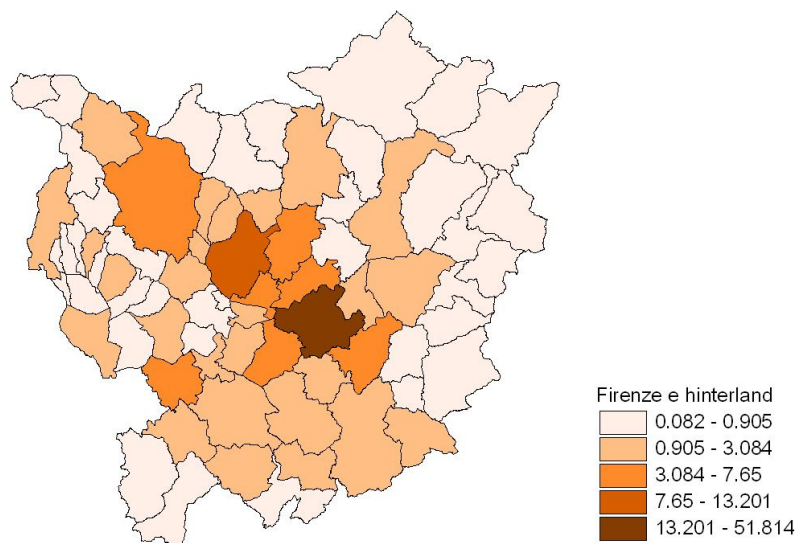 Firenze e hinterland
0.082 - 0.905
0.905 - 3.084
3.084 - 7.65
7.65 - 13.201
13.201 - 51.814